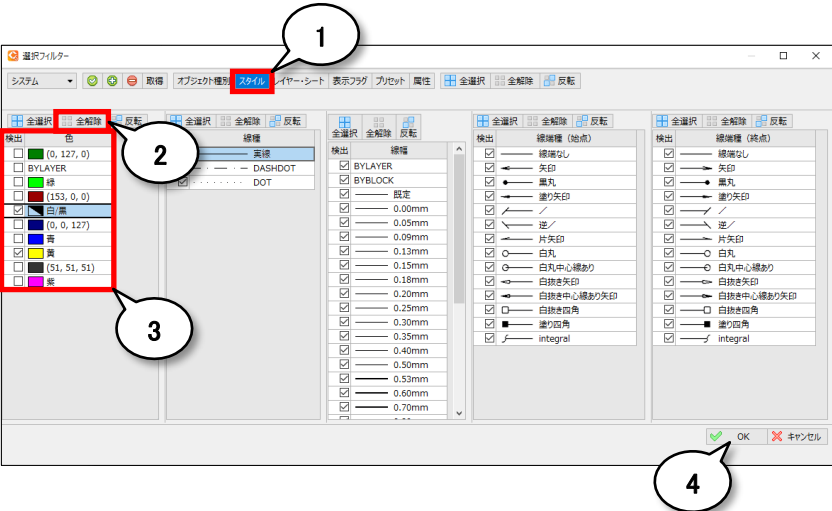 1
選択フィルター
システム 取得 オブジェクト種別 スタイル レイヤー・シート 表示フラグ プリセット 属性 全選択 全解除 反転
全選択 全解除 反転
検出 色
(0, 127, 0)
BYLAYER
緑
(153, 0, 0)
白/黒
(0, 0, 127)
青
黄
(51, 51, 51)
紫
2
3
全選択 全解除 反転
線種
実線
DASHDOT
DOT
全選択 全解除 反転
検出 線幅
BYLAYER
BYBLOCK
既定
0.00mm
0.05mm
0.09mm
0.13mm
0.15mm
0.18mm
0.20mm
0.25mm
0.30mm
0.35mm
0.40mm
0.50mm
0.53mm
0.60mm
0.70mm
全選択 全解除 反転
検出 線端種（始点）
線端なし
矢印
黒丸
塗り矢印
／
逆／
片矢印
白丸
白丸中心線あり
白抜き矢印
白抜き中心線あり矢印
白抜き四角
塗り四角
integral
全選択 全解除 反転
検出 線端種（終点）
線端なし
矢印
黒丸
塗り矢印
／
逆／
片矢印
白丸
白丸中心線あり
白抜き矢印
白抜き中心線あり矢印
白抜き四角
塗り四角
integral
OK キャンセル
4